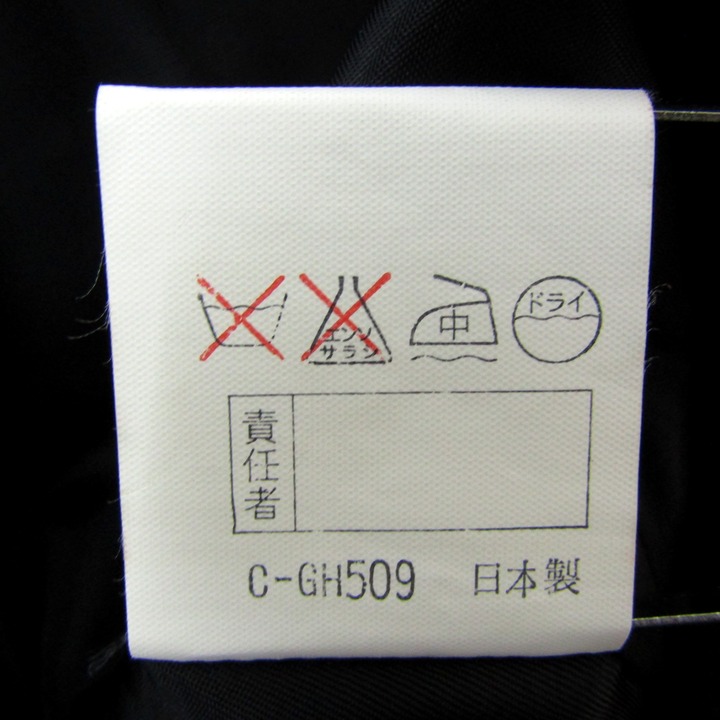 エンソ
サラシ
中
ドライ
責任者
C-GH509 日本製